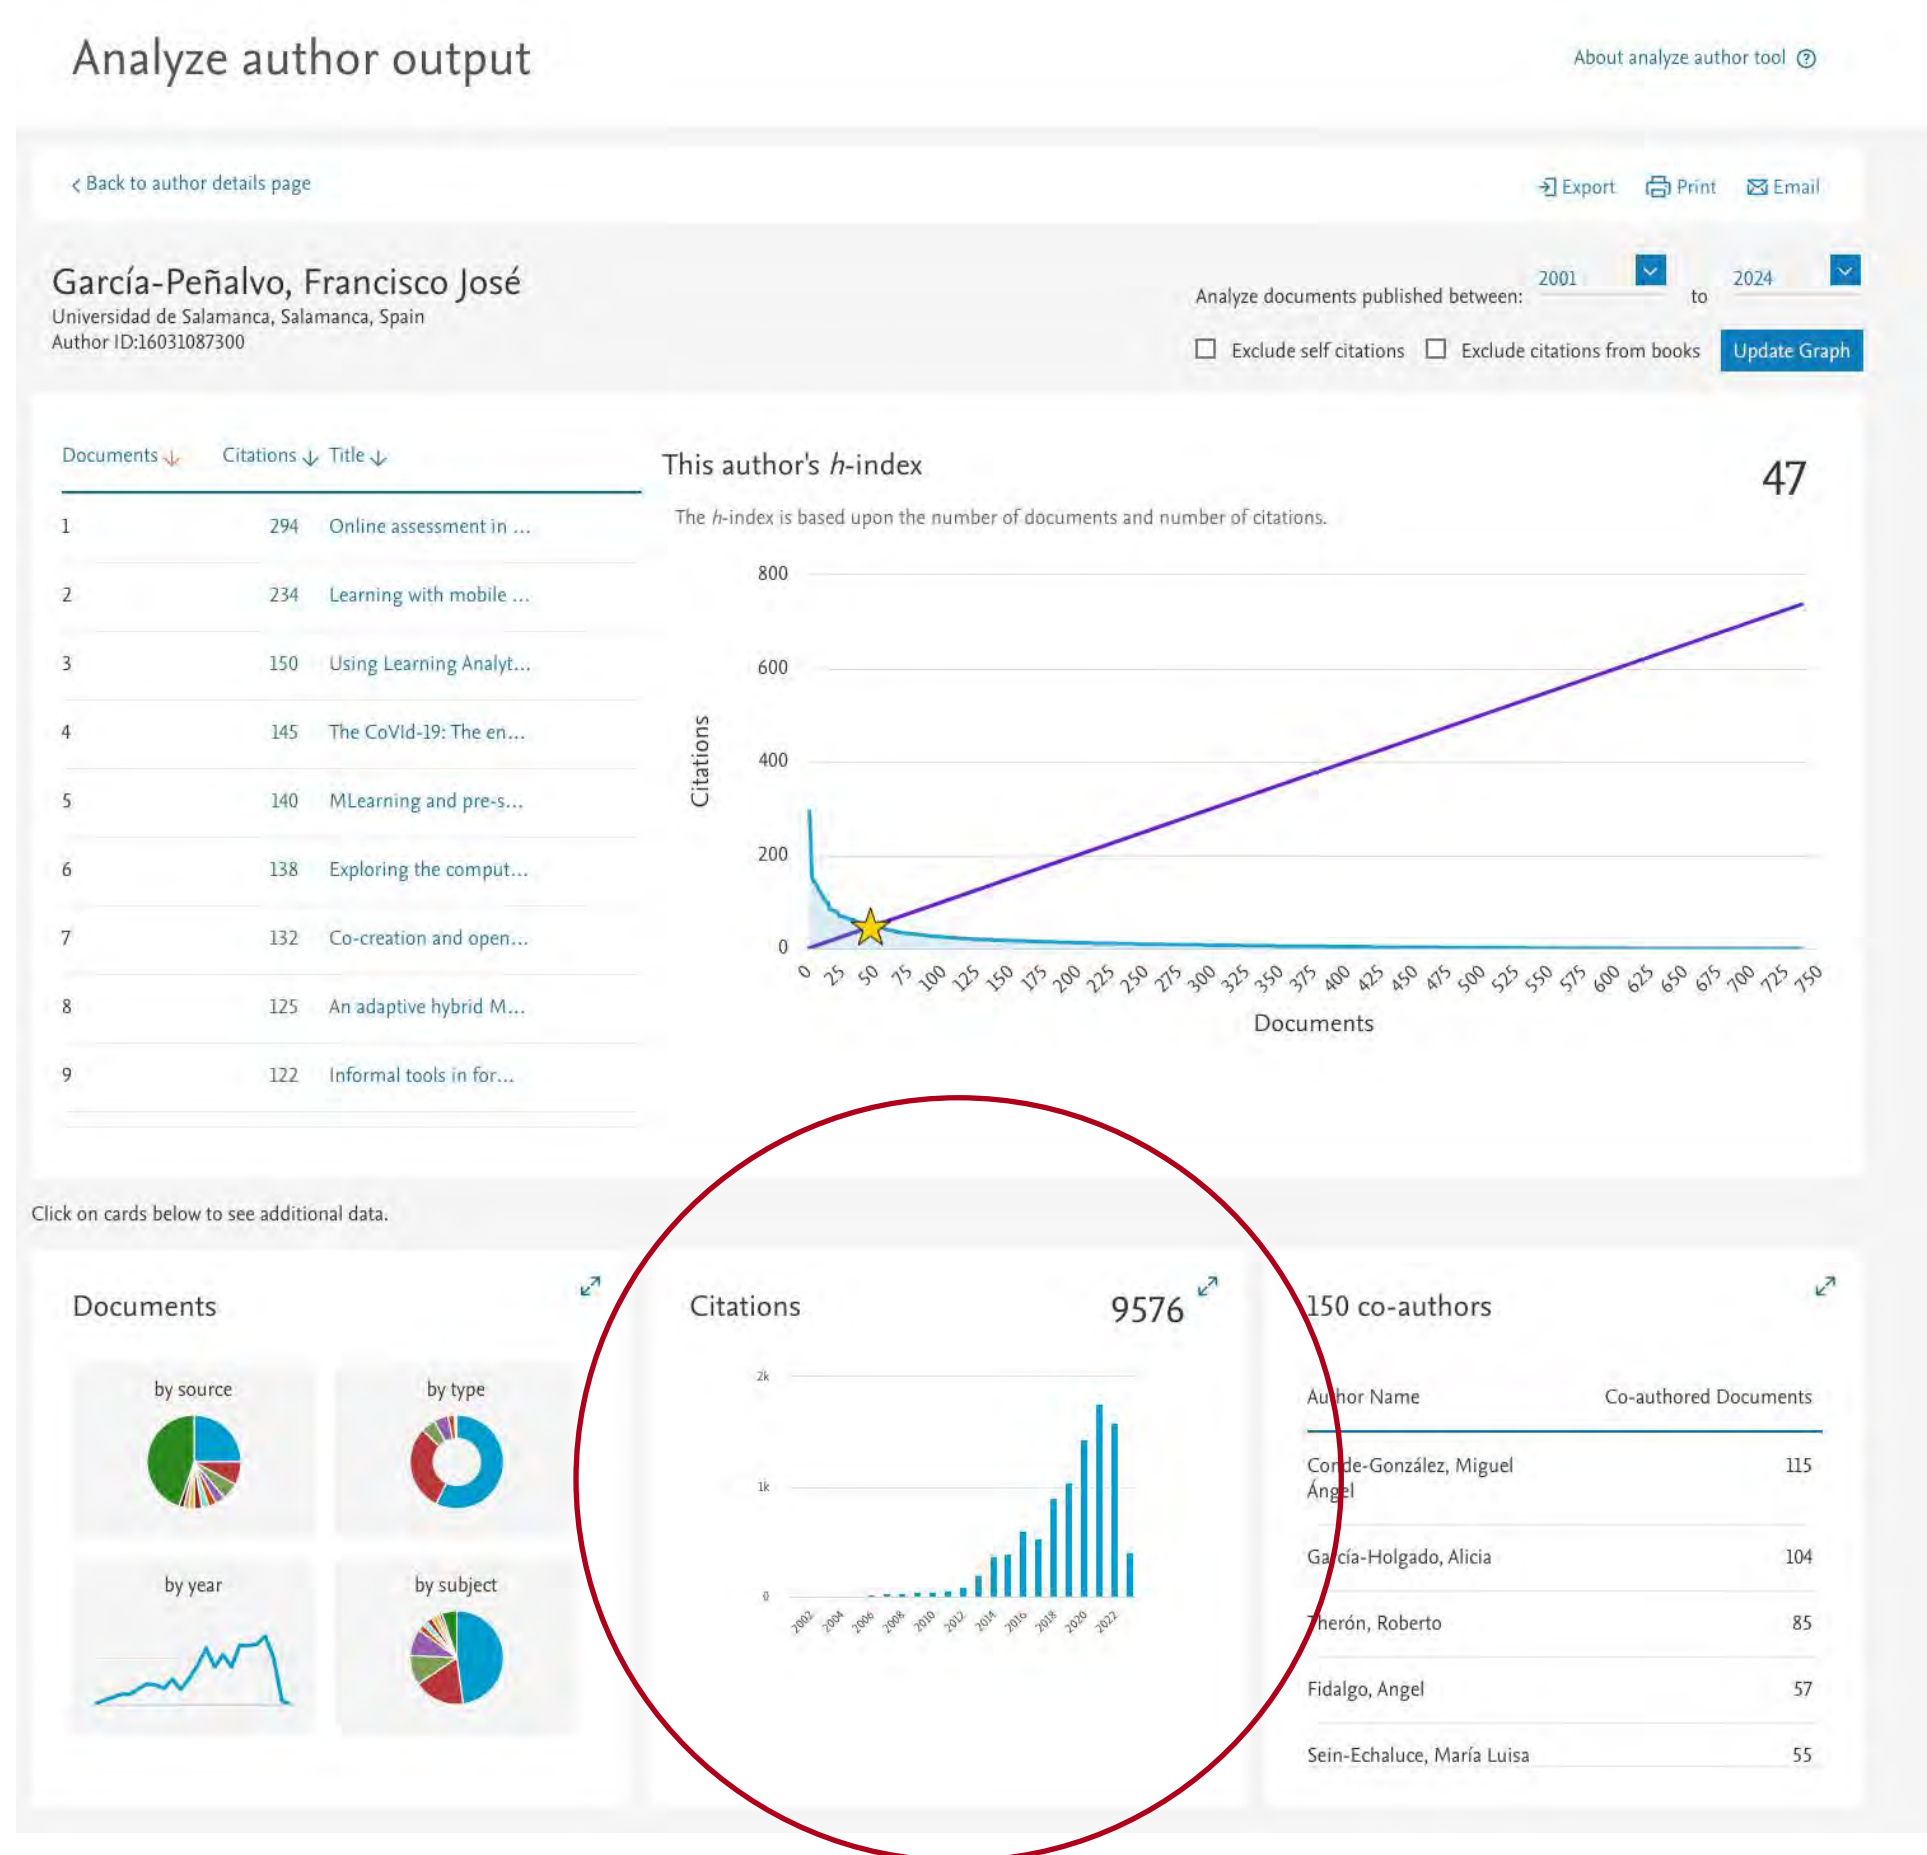 Analyze author output
About analyze author tool
Back to author details page
Export Print Email
García-Peñalvo, Francisco José
Universidad de Salamanca, Salamanca, Spain
Author ID:16031087300
Analyze documents published between: 2001 to 2024
Exclude self citations Exclude citations from books Update Graph
Documents Citations Title
1 294 Online assessment in ...
2 234 Learning with mobile ...
3 150 Using Learning Analyt...
4 145 The CoVId-19: The en...
5 140 MLearning and pre-s...
6 138 Exploring the comput...
7 132 Co-creation and open...
8 125 An adaptive hybrid M...
9 122 Informal tools in for...
This author's h-index
47
The h-index is based upon the number of documents and number of citations.
800
600
400
200
0
Citations
0 25 50 75 100 125 150 175 200 225 250 275 300 325 350 375 400 425 450 475 500 525 550 575 600 625 650 675 700 725 750
Documents
Click on cards below to see additional data.
Documents
by source
by type
by year
by subject
Citations
9576
2k
1k
0
2002 2004 2006 2008 2010 2012 2014 2016 2018 2020 2022
150 co-authors
Author Name Co-authored Documents
Conde-González, Miguel
Ángel
115
García-Holgado, Alicia 104
Therón, Roberto 85
Fidalgo, Angel 57
Sein-Echaluce, María Luisa 55